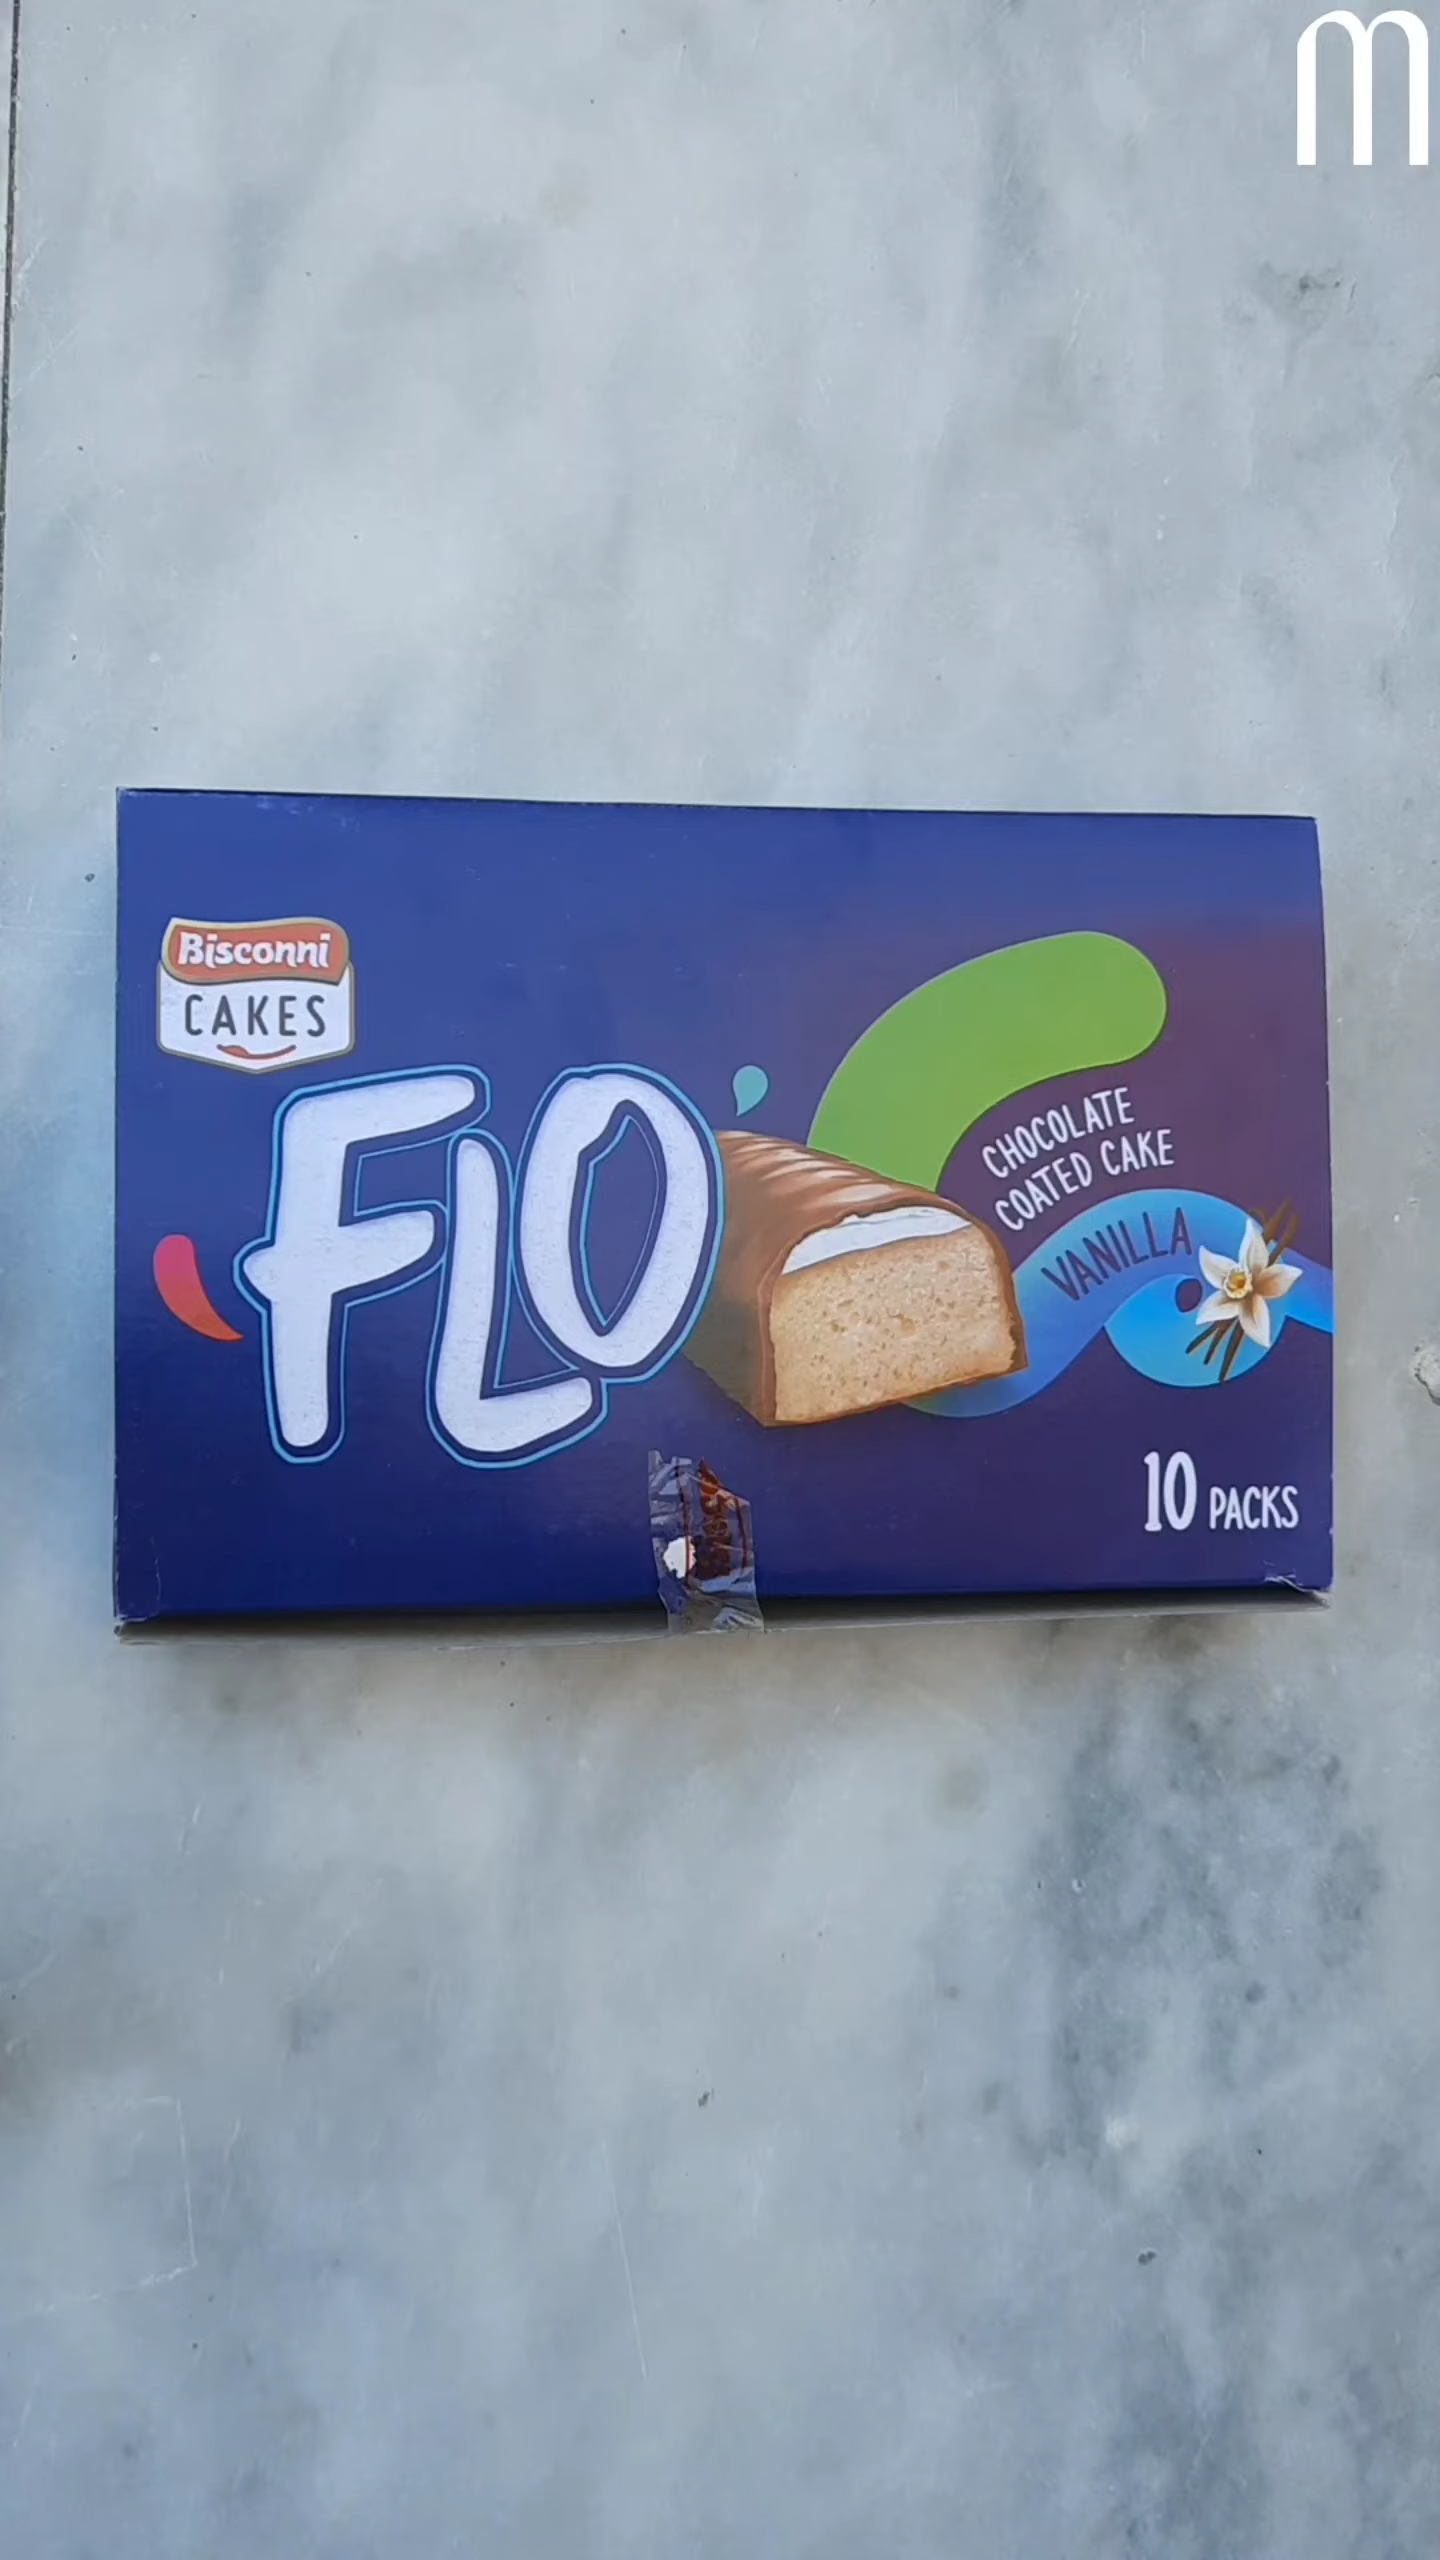 m
Bisconni
CAKES
FLO
CHOCOLATE
COATED CAKE
VANILLA
10 PACKS